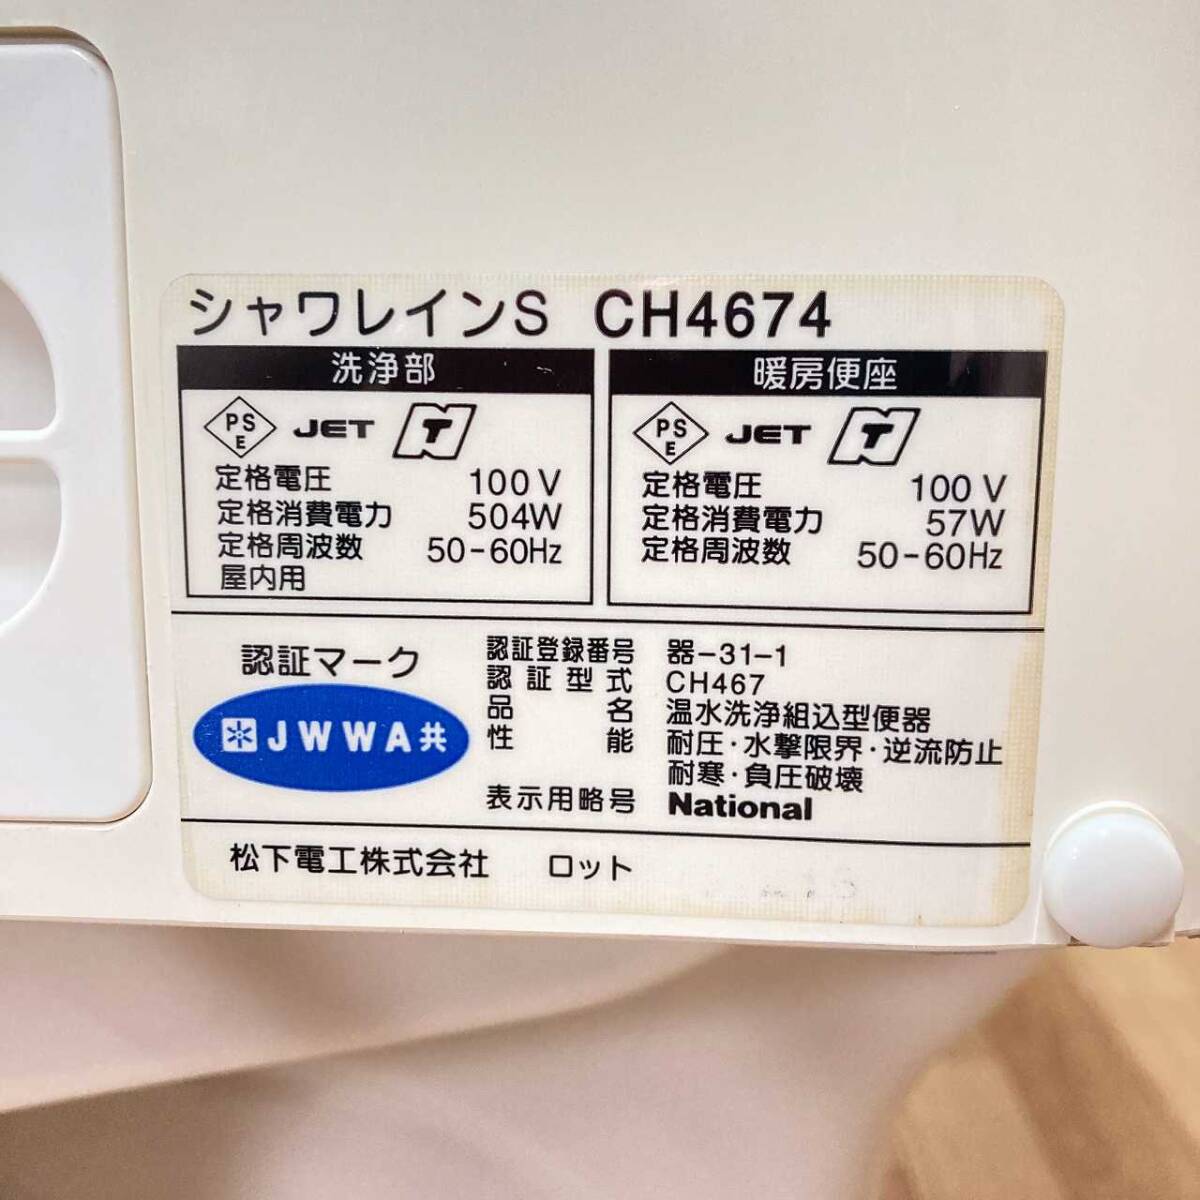 シャワレインS CH4674
洗浄部
PS
E
JET
定格電圧 100V
定格消費電力 504W
定格周波数 50-60Hz
屋内用
暖房便座
PS
E
JET
定格電圧 100V
定格消費電力 57W
定格周波数 50-60Hz
認証マーク
JWWA共
認証登録番号 器-31-1
認証型式 CH467
品名 温水洗浄組込型便器
性能 耐圧・水撃限界・逆流防止
耐寒・負圧破壊
表示用略号 National
松下電工株式会社 ロット